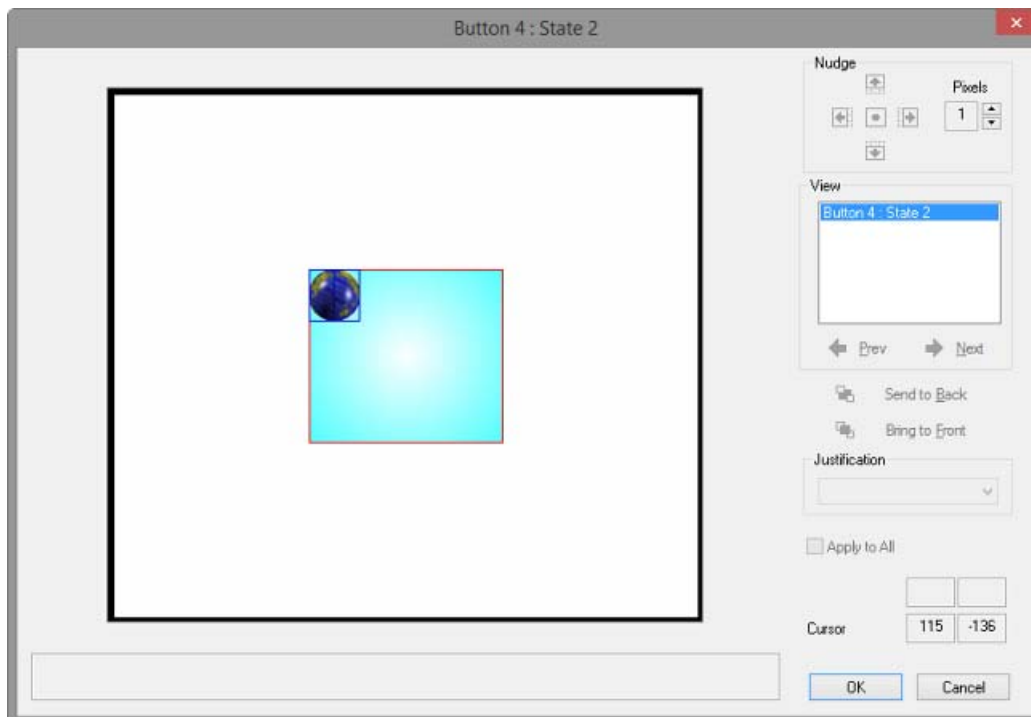 Button 4 : State 2
Nudge
Pixels
1
View
Button 4 : State 2
Prev Next
Send to Back
Bring to Front
Justification
Apply to All
Cursor 115 -136
OK Cancel